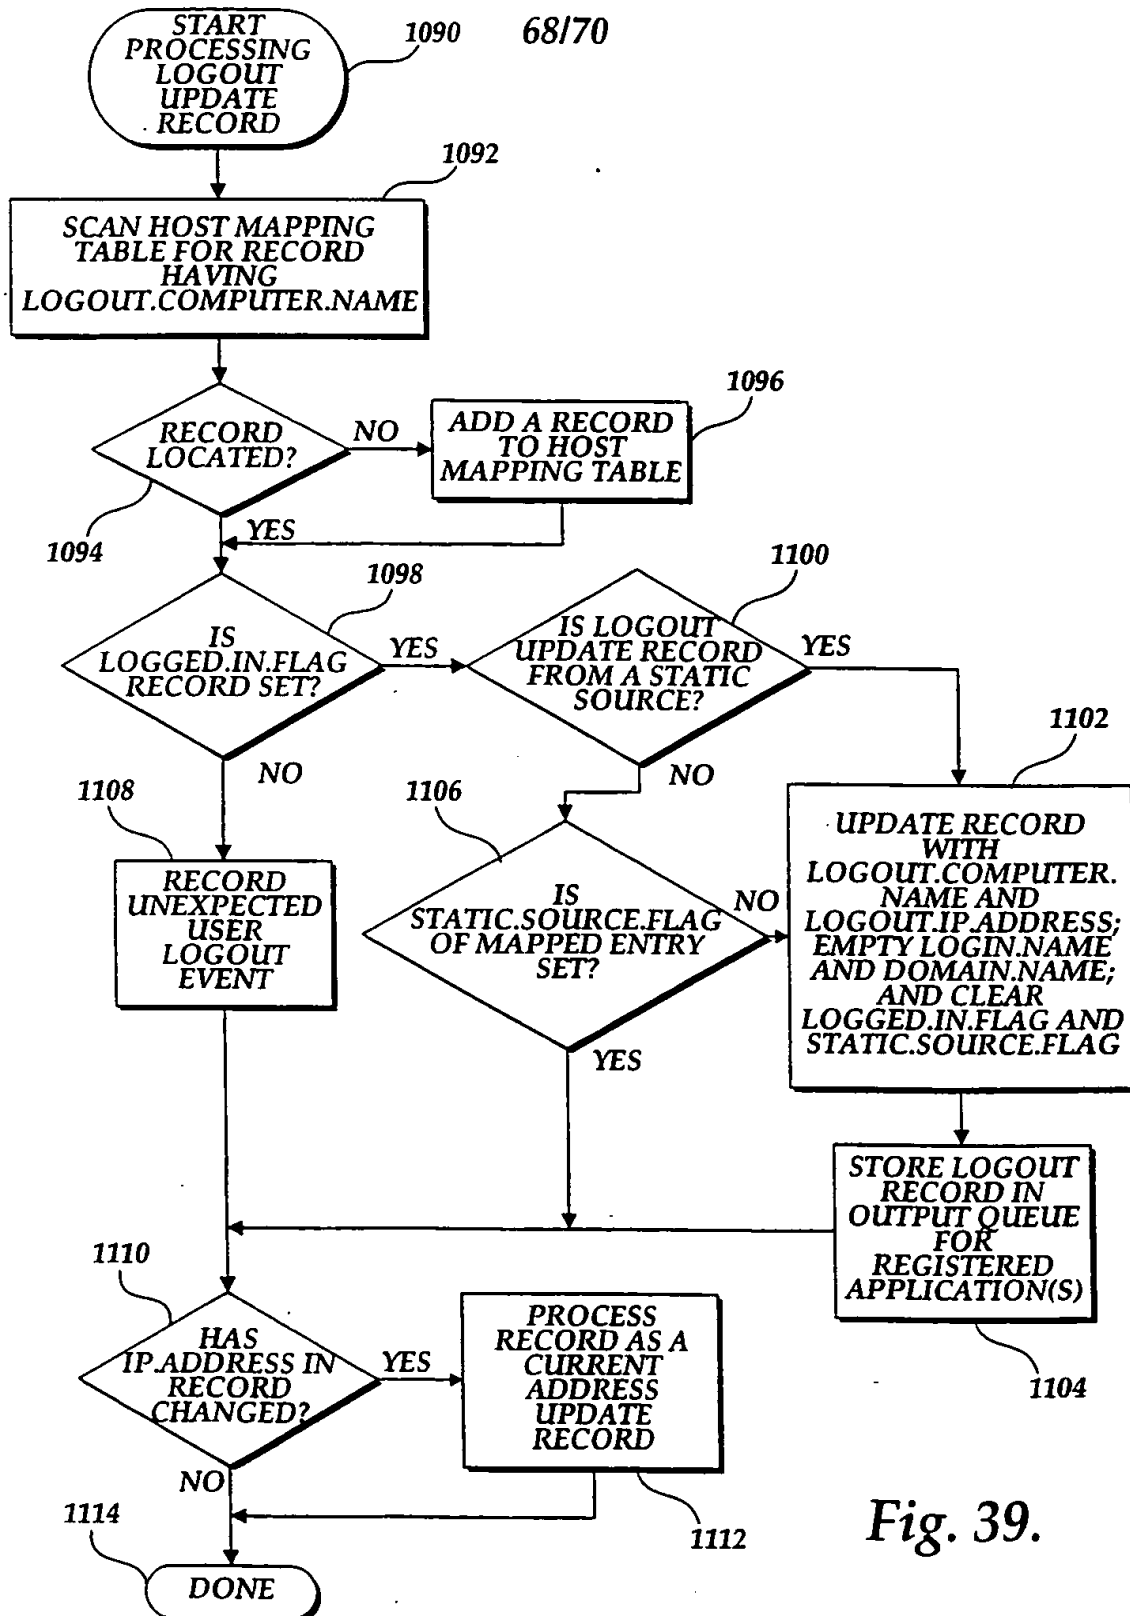 START
PROCESSING
LOGOUT
UPDATE
RECORD
1090
68/70
1092
SCAN HOST MAPPING
TABLE FOR RECORD
HAVING
LOGOUT.COMPUTER.NAME
RECORD
LOCATED?
NO
1096
ADD A RECORD
TO HOST
MAPPING TABLE
1094
YES
1098
IS
LOGGED.IN.FLAG
RECORD SET?
YES
1100
IS LOGOUT
UPDATE RECORD
FROM A STATIC
SOURCE?
YES
NO
NO
1102
UPDATE RECORD
WITH
LOGOUT.COMPUTER.
NAME AND
LOGOUT.IP.ADDRESS;
EMPTY LOGIN.NAME
AND DOMAIN.NAME;
AND CLEAR
LOGGED.IN.FLAG AND
STATIC.SOURCE.FLAG
1108
RECORD
UNEXPECTED
USER
LOGOUT
EVENT
1106
IS
STATIC.SOURCE.FLAG
OF MAPPED ENTRY
SET?
NO
YES
STORE LOGOUT
RECORD IN
OUTPUT QUEUE
FOR
REGISTERED
APPLICATION(S)
1104
1110
HAS
IP.ADDRESS IN
RECORD
CHANGED?
YES
PROCESS
RECORD AS A
CURRENT
ADDRESS
UPDATE
RECORD
1112
NO
1114
DONE
Fig. 39.